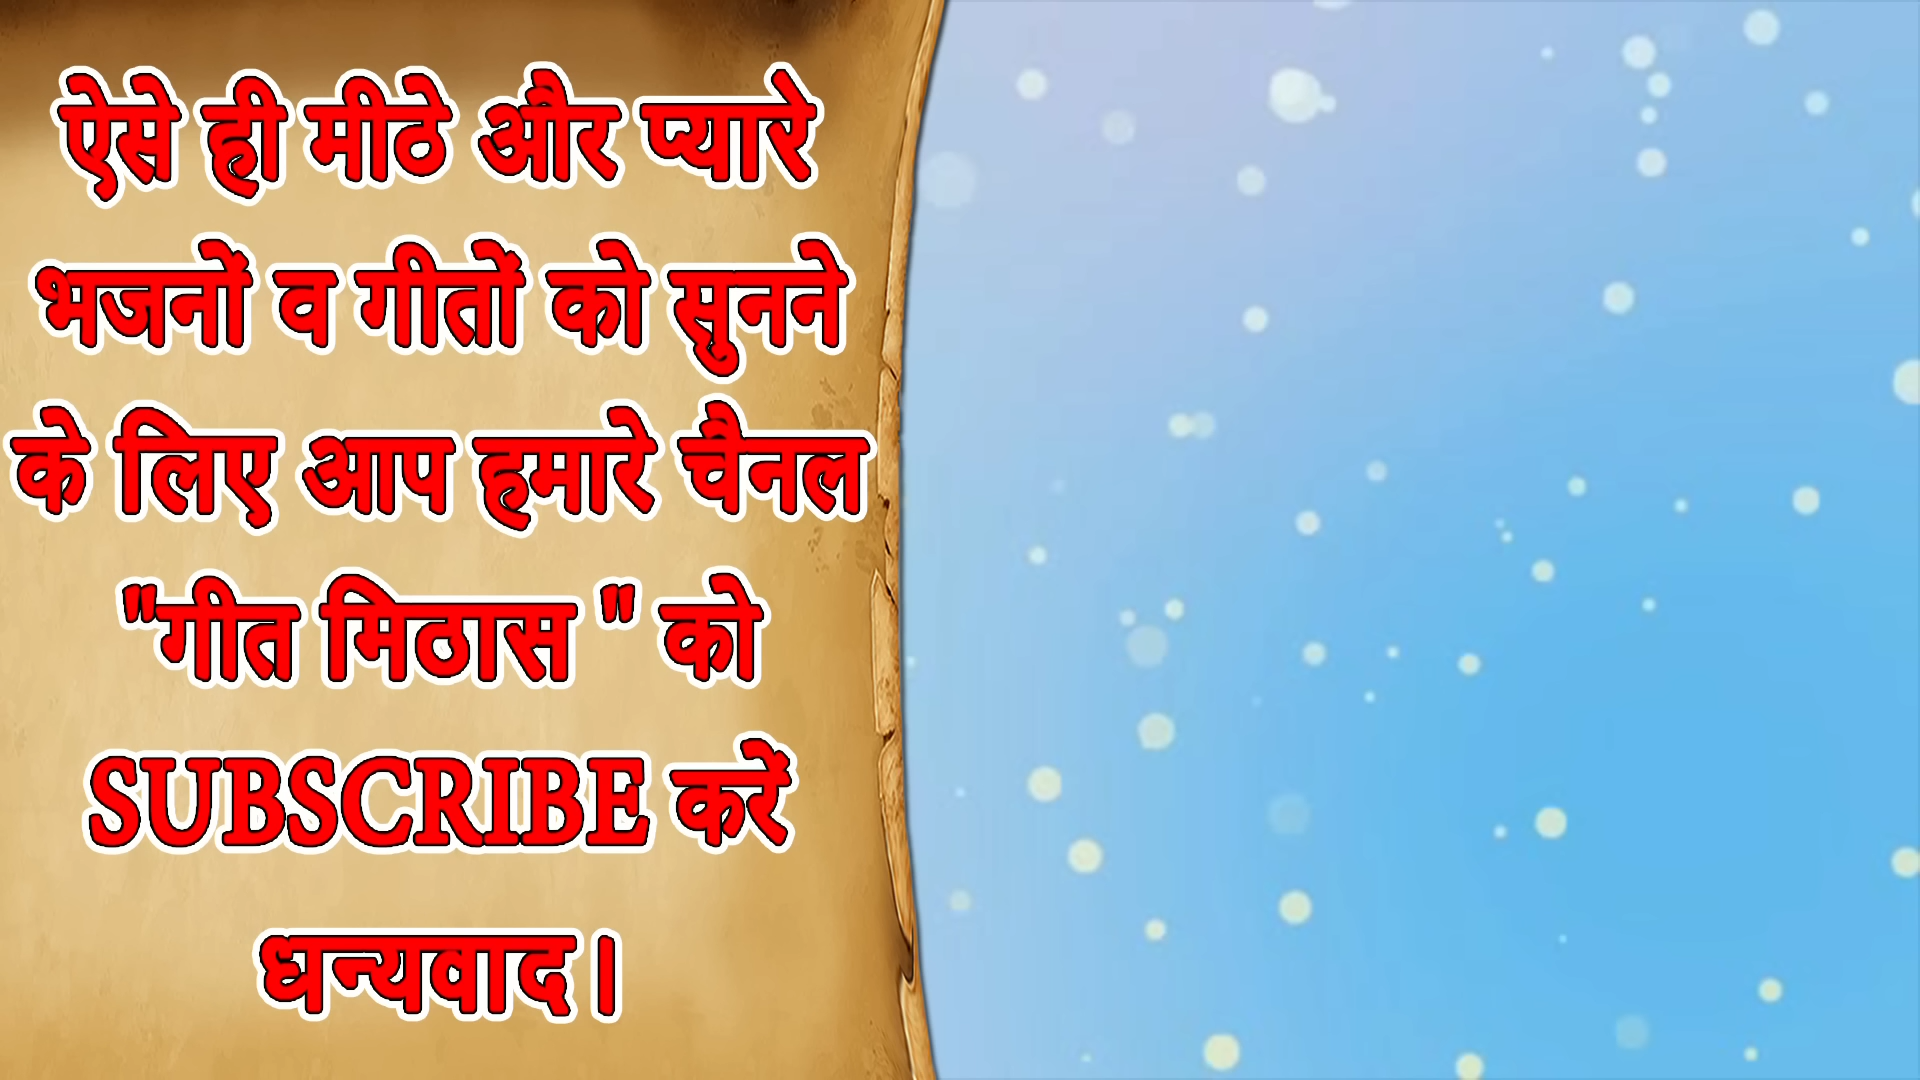 ऐसे ही मीठे और प्यारे
भजनों व गीतों को सुनने
के लिए आप हमारे चैनल
"गीत मिठास " को
SUBSCRIBE करें
धन्यवाद।